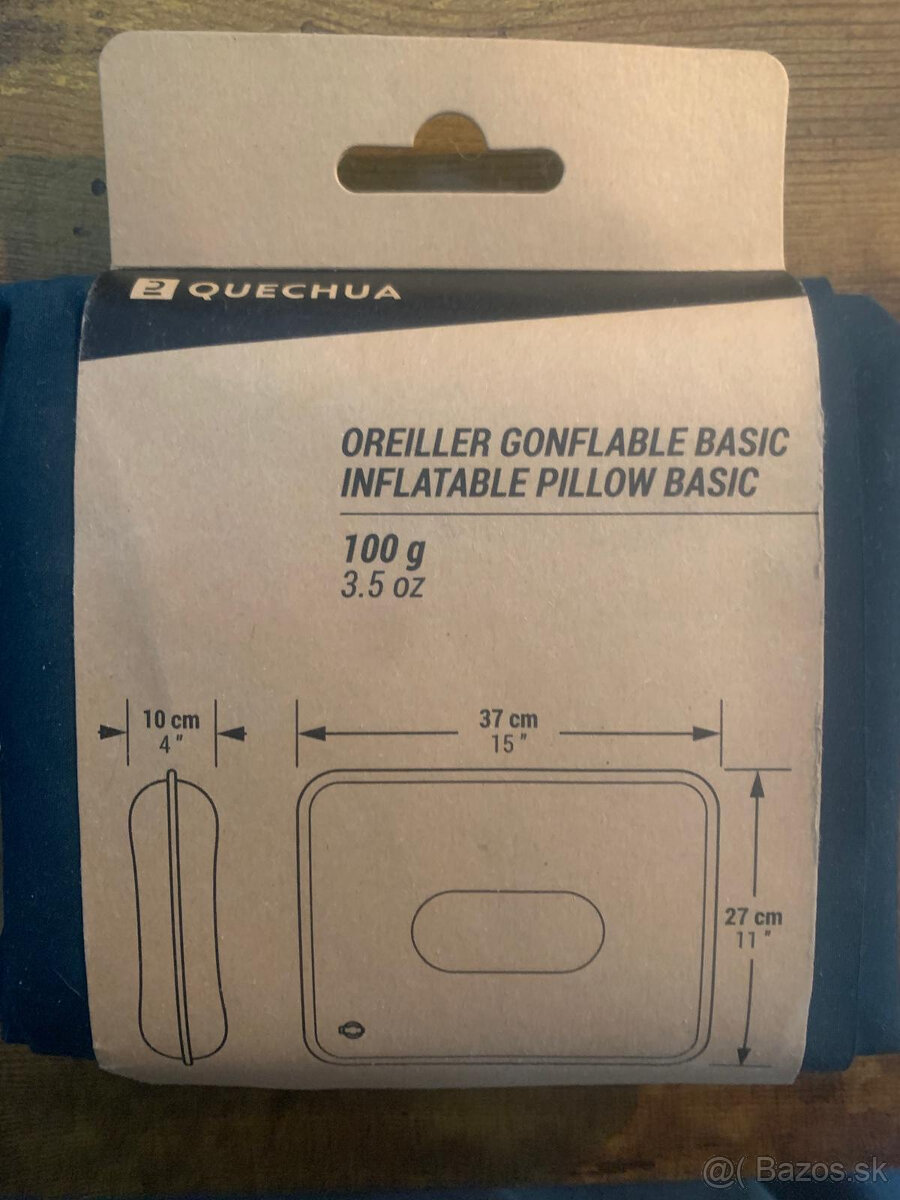 QUECHUA
OREILLER GONFLABLE BASIC
INFLATABLE PILLOW BASIC
100 g
3.5 oz
10 cm
4"
37 cm
15"
27 cm
11"
@( Bazos.sk